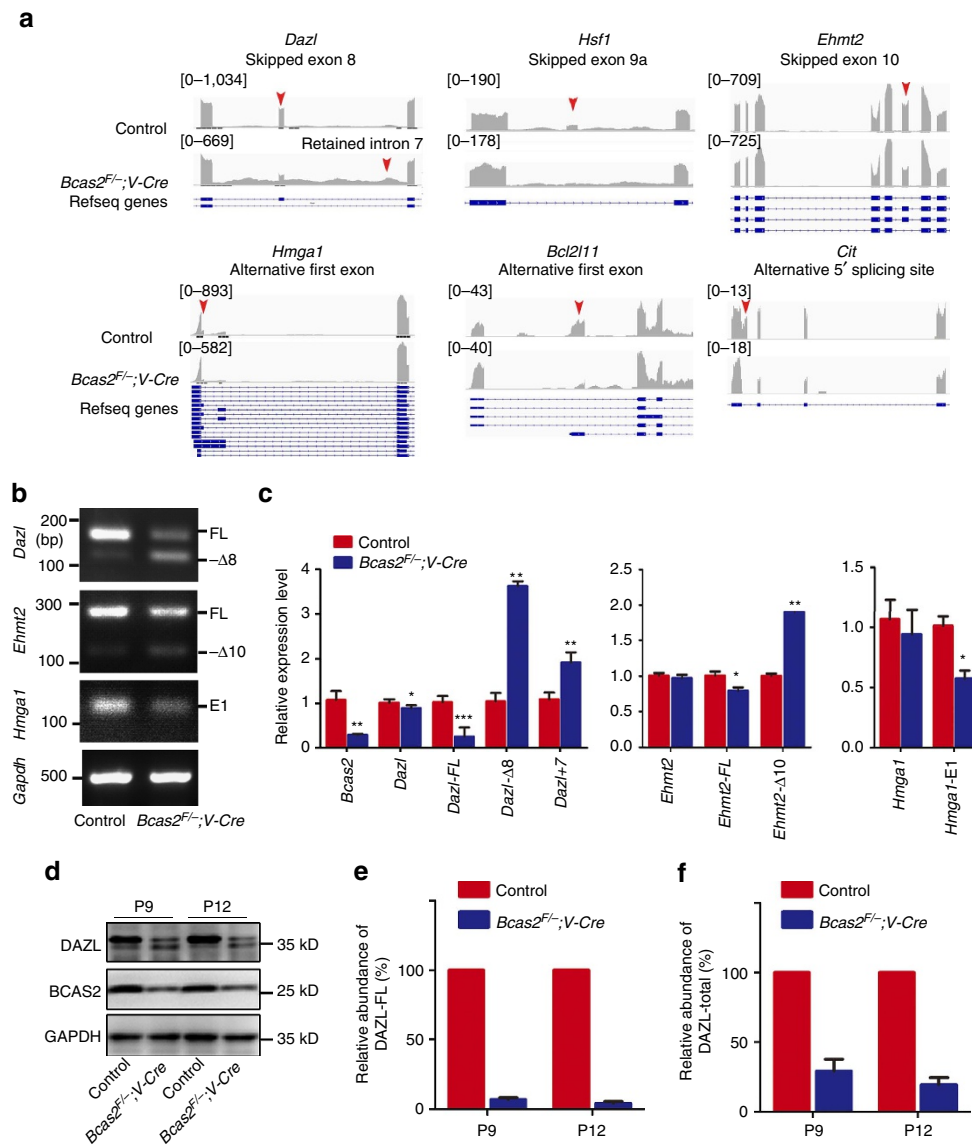 a
Dazl
Skipped exon 8
Hsf1
Skipped exon 9a
Ehmt2
Skipped exon 10
[0–1,034]
[0–190]
[0–709]
Control
[0–669]
Retained intron 7
[0–178]
[0–725]
Bcas2F/–;V-Cre
Refseq genes
Hmga1
Alternative first exon
Bcl2l11
Alternative first exon
Cit
Alternative 5′ splicing site
[0–893]
[0–43]
[0–13]
Control
[0–582]
[0–40]
[0–18]
Bcas2F/–;V-Cre
Refseq genes
b
Dazl
200
(bp)
100
FL
–Δ8
Ehmt2
300
100
FL
–Δ10
Hmga1
100
E1
Gapdh
500
Control Bcas2F/–;V-Cre
c
Control
Bcas2F/–;V-Cre
Relative expression level
4
3
2
1
0
**
*
***
**
**
Bcas2
Dazl
Dazl-FL
Dazl-Δ8
Dazl+7
2.5
2.0
1.5
1.0
0.5
0.0
*
**
Ehmt2
Ehmt2-FL
Ehmt2-Δ10
1.5
1.0
0.5
0.0
*
Hmga1
Hmga1-E1
d
P9 P12
DAZL
35 kD
BCAS2
25 kD
GAPDH
35 kD
Control
Bcas2F/–;V-Cre
Control
Bcas2F/–;V-Cre
e
Control
Bcas2F/–;V-Cre
Relative abundance of
DAZL-FL (%)
100
50
0
P9 P12
f
Control
Bcas2F/–;V-Cre
Relative abundance of
DAZL-total (%)
100
50
0
P9 P12